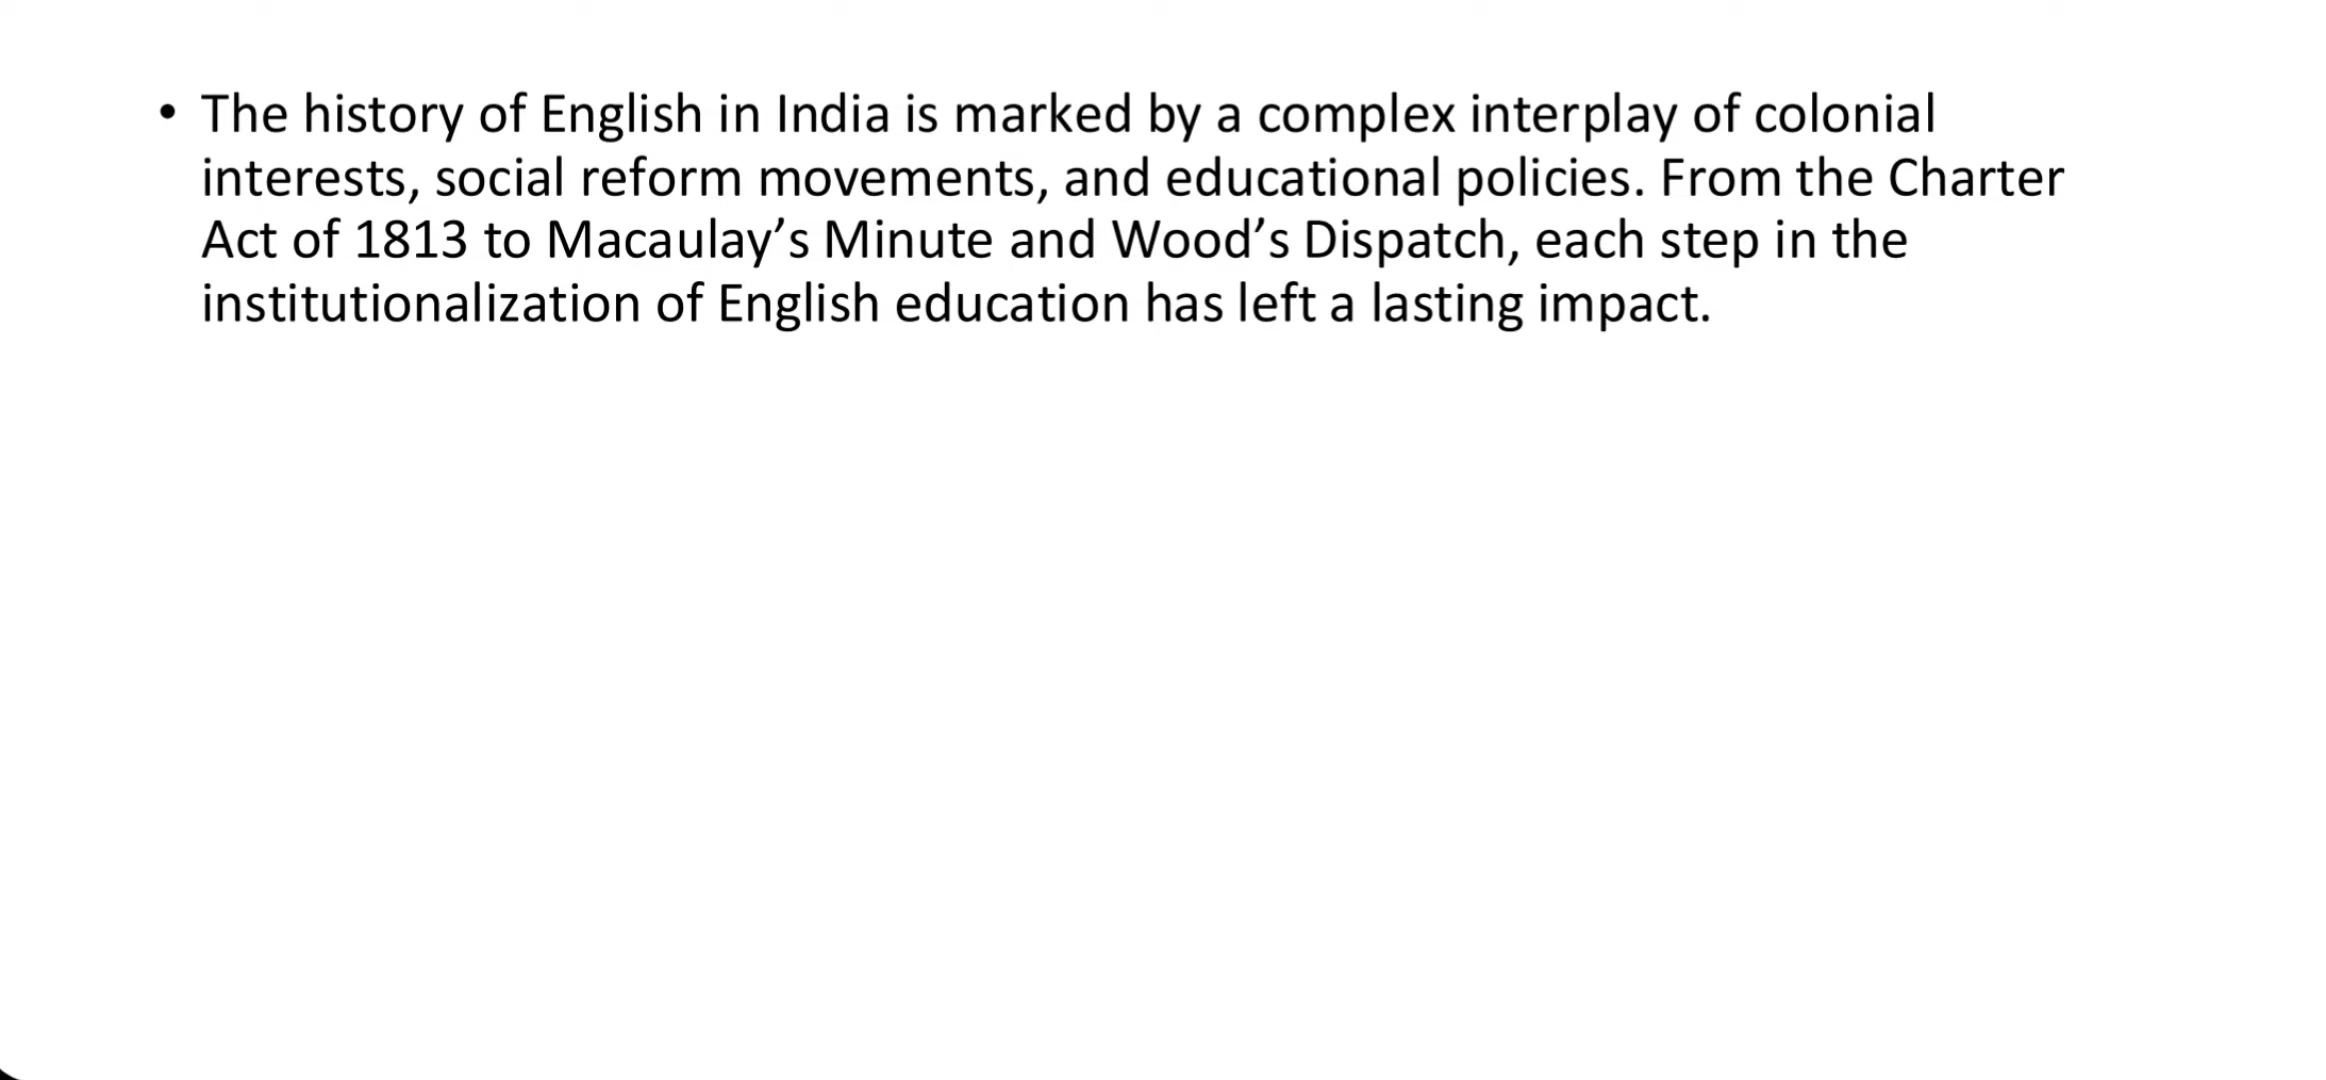 • The history of English in India is marked by a complex interplay of colonial
interests, social reform movements, and educational policies. From the Charter
Act of 1813 to Macaulay’s Minute and Wood’s Dispatch, each step in the
institutionalization of English education has left a lasting impact.